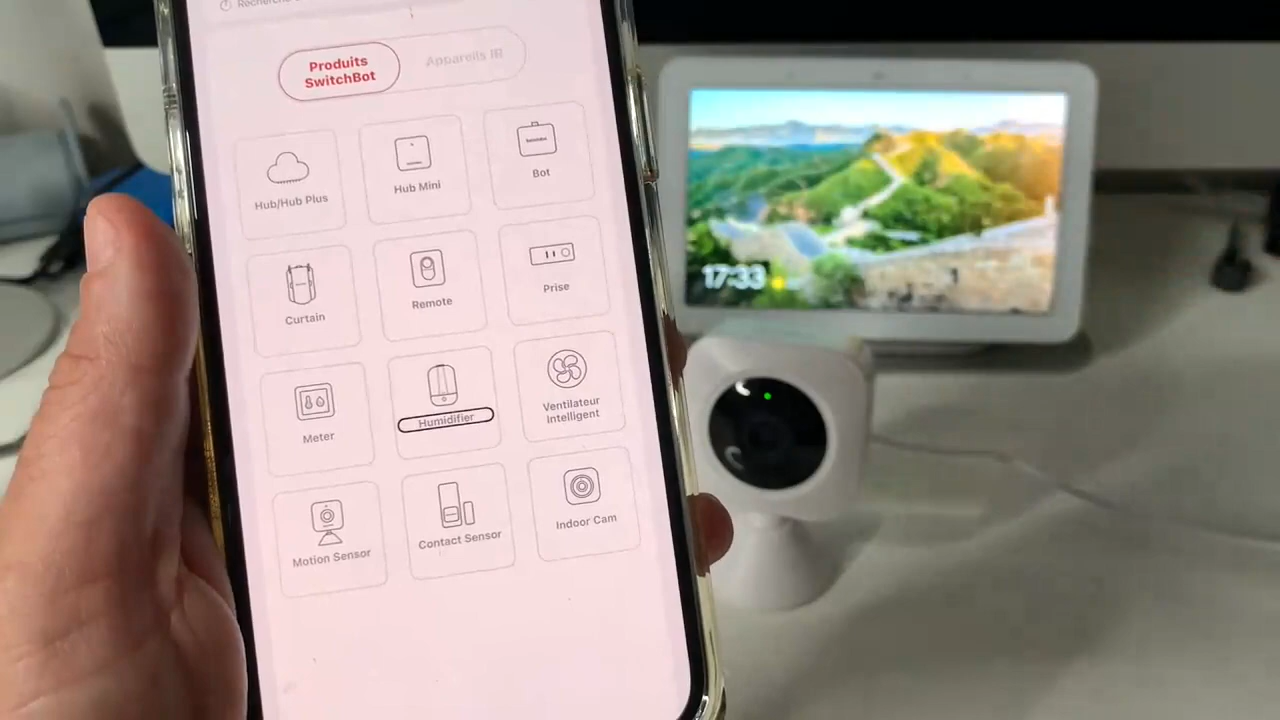 Produits
SwitchBot
Appareils IR
Hub/Hub Plus
Hub Mini
Bot
Curtain
Remote
Prise
Meter
Humidifier
Ventilateur
Intelligent
Motion Sensor
Contact Sensor
Indoor Cam
17:33